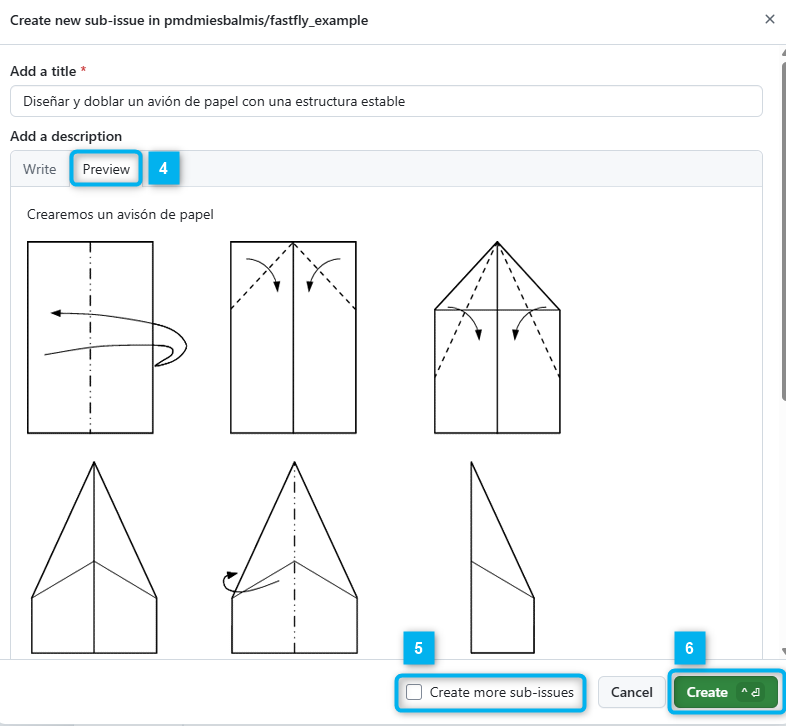 Create new sub-issue in pmdmiesbalmis/fastfly_example
Add a title *
Diseñar y doblar un avión de papel con una estructura estable
Add a description
Write Preview 4
Crearemos un avisón de papel
5 6
Create more sub-issues Cancel Create